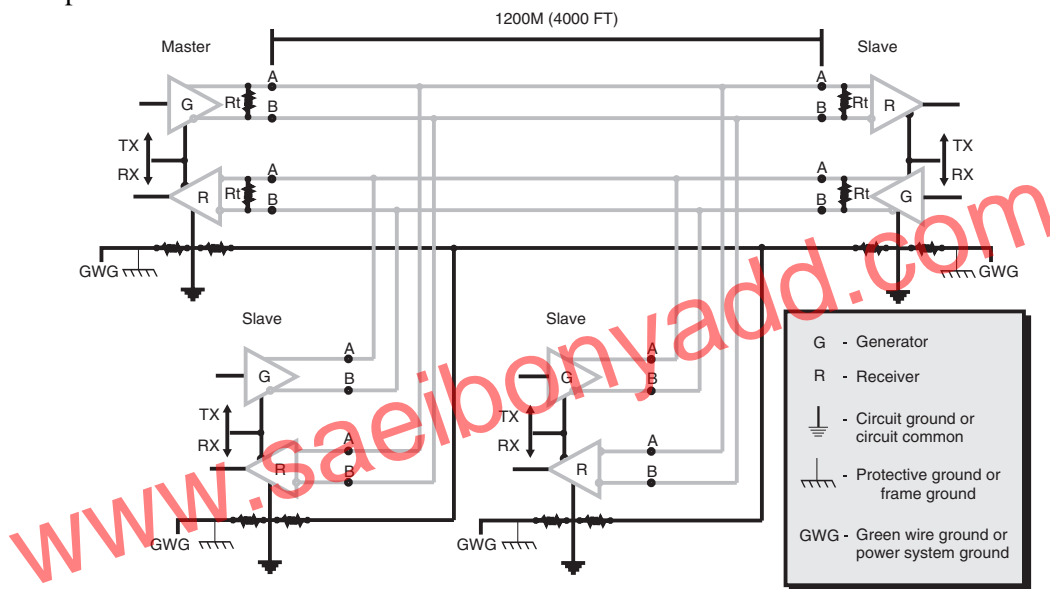 1200M (4000 FT)
Master
Slave
A
A
G
Rt
Rt
R
B
B
TX
TX
RX
RX
A
A
R
Rt
Rt
G
B
B
GWG
GWG
Slave
Slave
A
A
G
G
B
B
TX
TX
RX
RX
A
A
R
R
B
B
GWG
GWG
G - Generator
R - Receiver
- Circuit ground or
circuit common
- Protective ground or
frame ground
GWG - Green wire ground or
power system ground
www.saeibonyadd.com